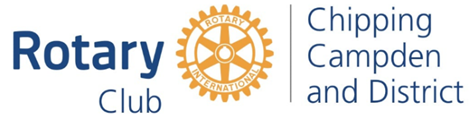 Rotary
Club
ROTARY
INTERNATIONAL
Chipping
Campden
and District